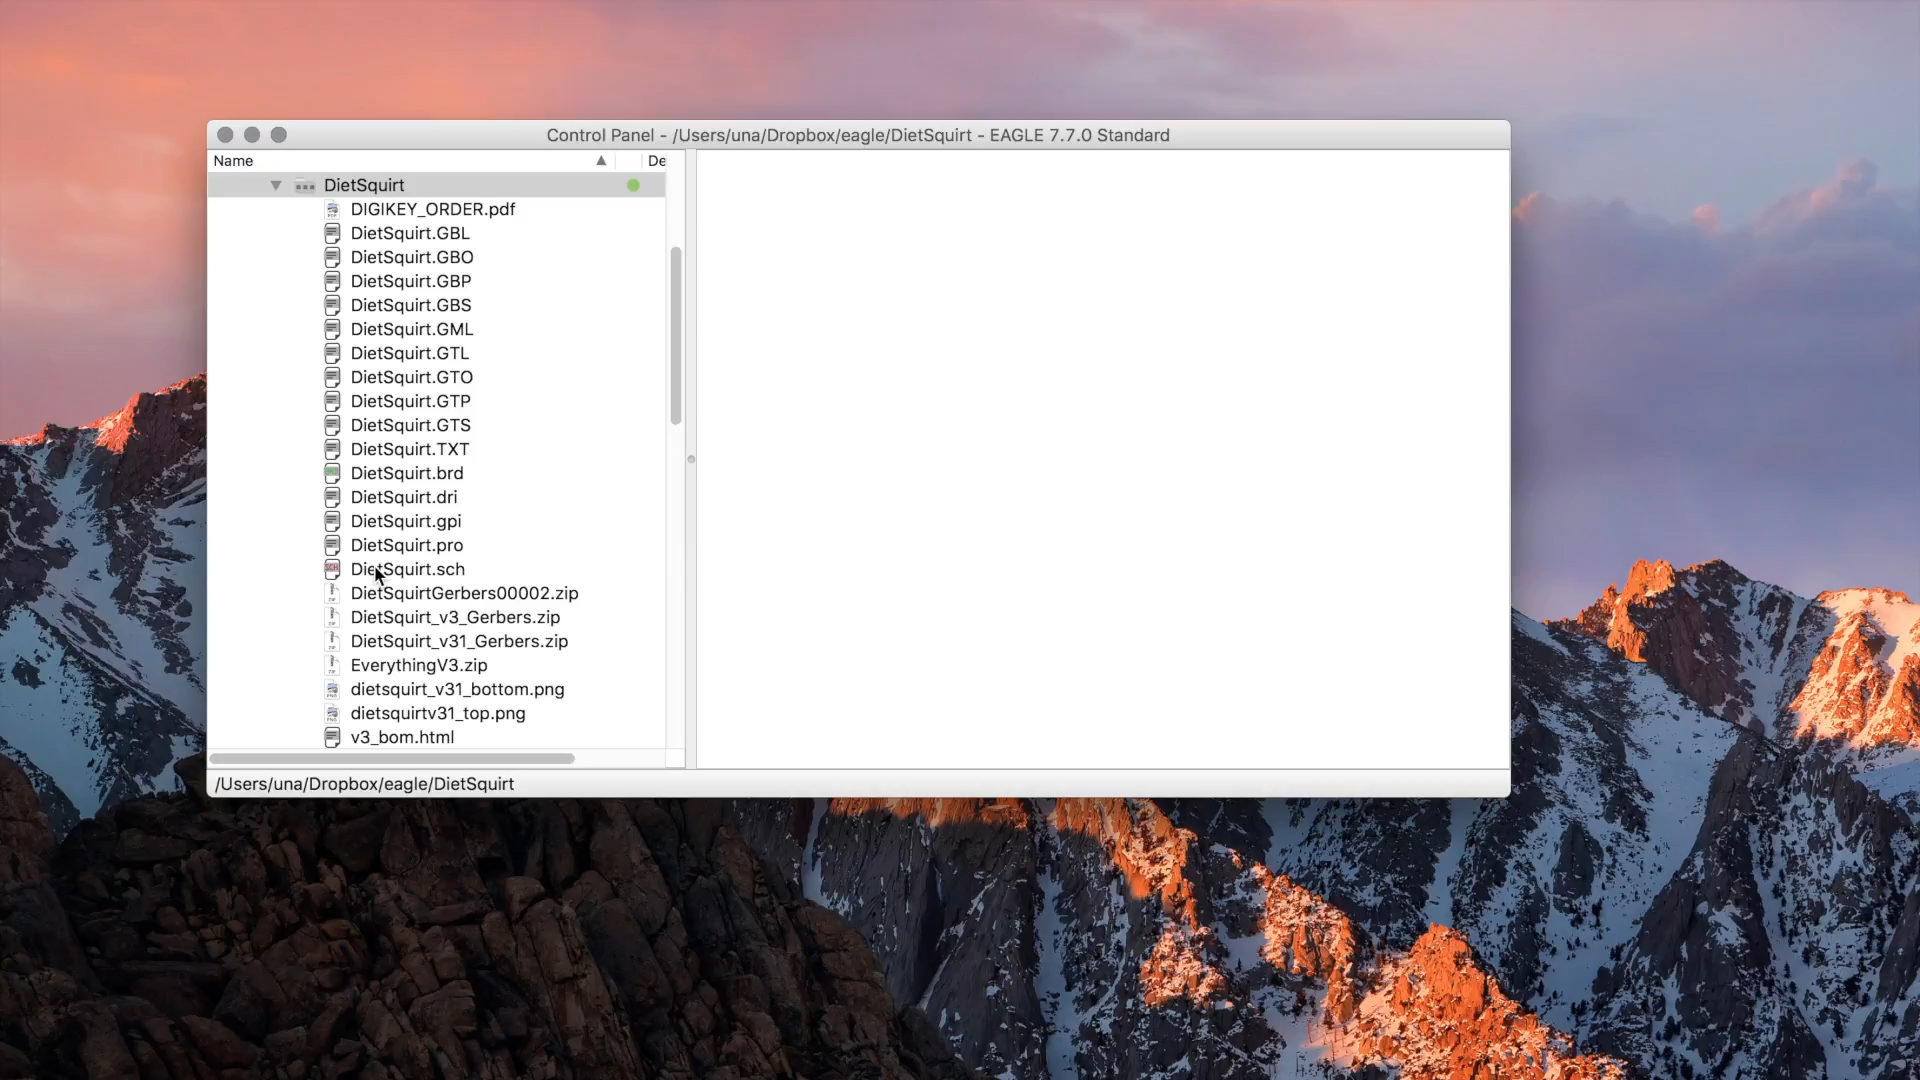 Control Panel - /Users/una/Dropbox/eagle/DietSquirt - EAGLE 7.7.0 Standard
Name De
DietSquirt
DIGIKEY_ORDER.pdf
DietSquirt.GBL
DietSquirt.GBO
DietSquirt.GBP
DietSquirt.GBS
DietSquirt.GML
DietSquirt.GTL
DietSquirt.GTO
DietSquirt.GTP
DietSquirt.GTS
DietSquirt.TXT
DietSquirt.brd
DietSquirt.dri
DietSquirt.gpi
DietSquirt.pro
DietSquirt.sch
DietSquirtGerbers00002.zip
DietSquirt_v3_Gerbers.zip
DietSquirt_v31_Gerbers.zip
EverythingV3.zip
dietsquirt_v31_bottom.png
dietsquirtv31_top.png
v3_bom.html
/Users/una/Dropbox/eagle/DietSquirt